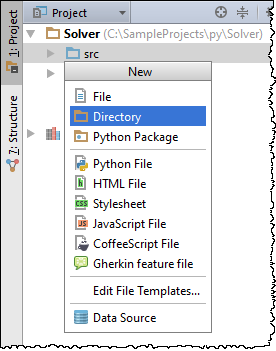 Project
1: Project
7: Structure
Solver (C:\SampleProjects\py\Solver)
src
New
File
Directory
Python Package
Python File
HTML File
Stylesheet
JavaScript File
CoffeeScript File
Gherkin feature file
Edit File Templates...
Data Source